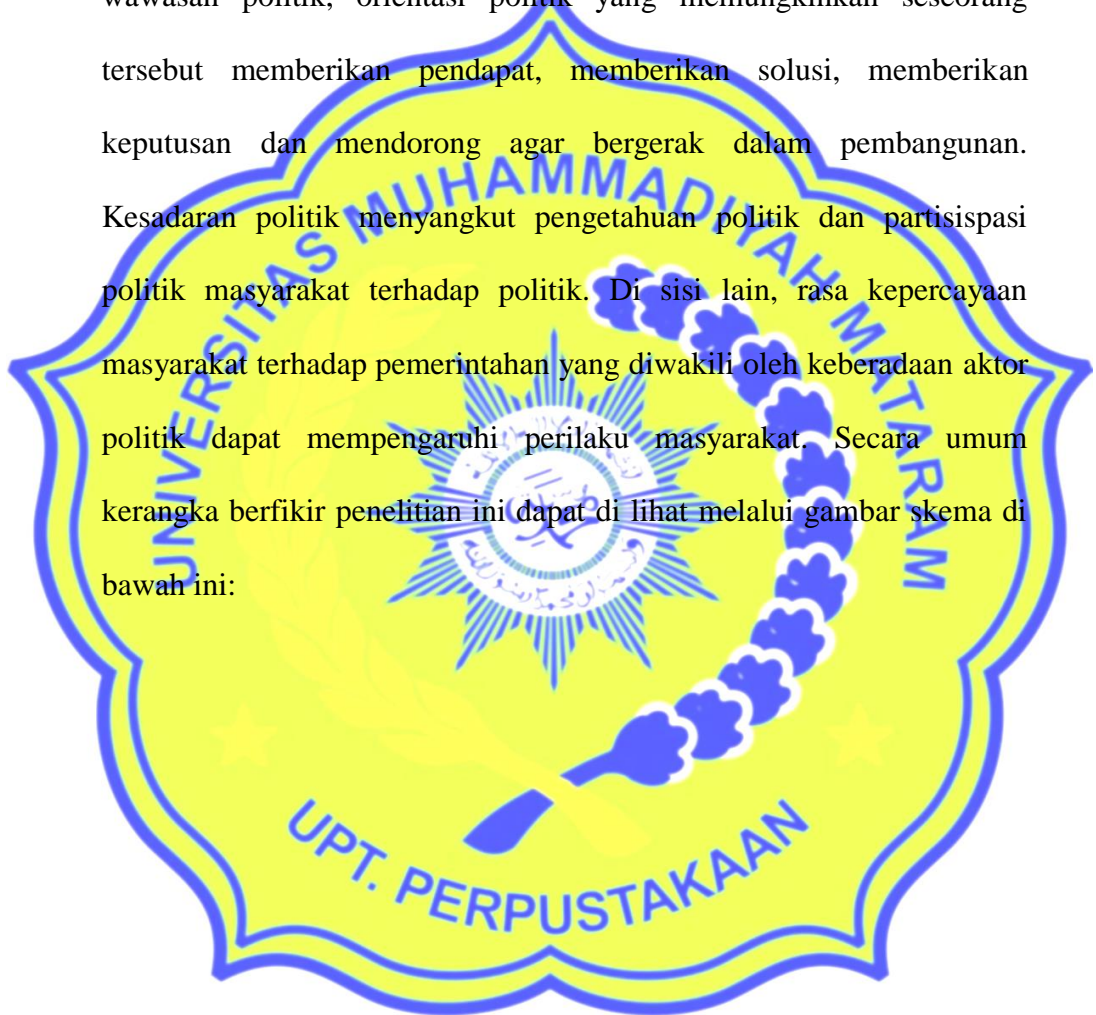 wawasan politik, orientasi politik yang memungkinkan seseorang
tersebut memberikan pendapat, memberikan solusi, memberikan
keputusan dan mendorong agar bergerak dalam pembangunan.
Kesadaran politik menyangkut pengetahuan politik dan partisispasi
politik masyarakat terhadap politik. Di sisi lain, rasa kepercayaan
masyarakat terhadap pemerintahan yang diwakili oleh keberadaan aktor
politik dapat mempengaruhi perilaku masyarakat. Secara umum
kerangka berfikir penelitian ini dapat di lihat melalui gambar skema di
bawah ini:
UNIVERSITAS MUHAMMADIYAH MATARAM
UPT. PERPUSTAKAAN